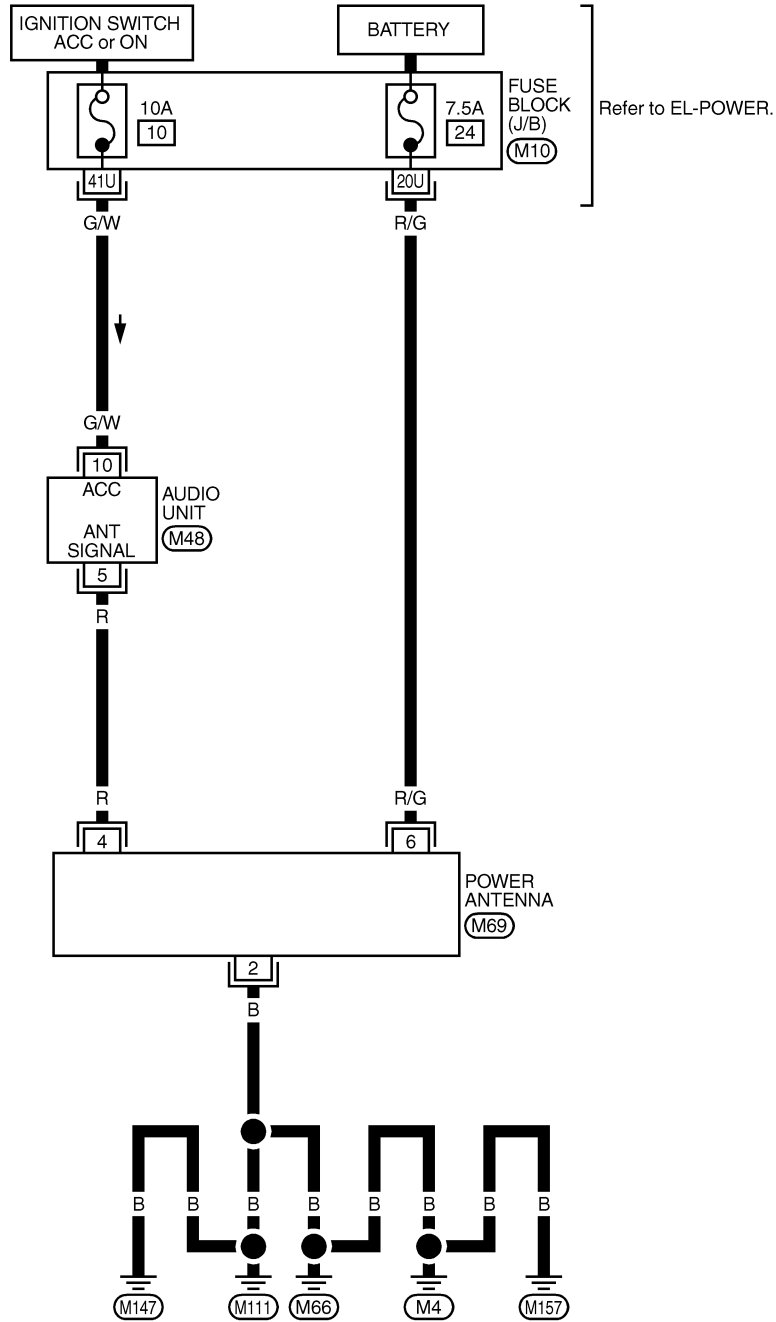 IGNITION SWITCH
ACC or ON
BATTERY
10A
10
7.5A
24
FUSE
BLOCK
(J/B)
M10
Refer to EL-POWER.
41U
20U
G/W
R/G
G/W
10
ACC
ANT
SIGNAL
AUDIO
UNIT
M48
5
R
R
R/G
4
6
POWER
ANTENNA
M69
2
B
B
B
B
B
B
B
B
B
M147
M111
M66
M4
M157